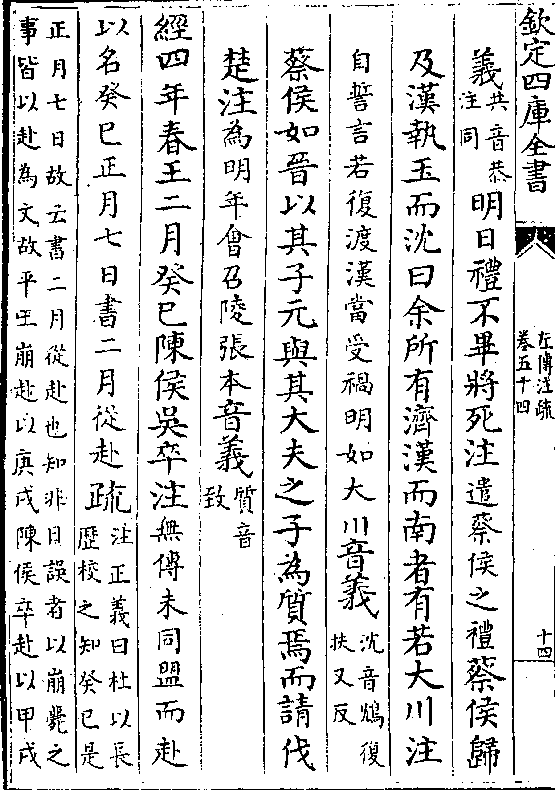 欽定四庫全書
左傳注疏
卷五十四
十四
義
共音恭
注同
明日禮不畢將死注遣蔡侯之禮蔡侯歸
及漢執玉而沈曰余所有濟漢而南者有若大川注
自誓言若復渡漢當受禍明如大川音義
沈音鴆復
扶又反
蔡侯如晉以其子元與其大夫之子為質焉而請伐
楚注為明年會召陵張本音義
質音
致
經四年春王二月癸巳陳侯吳卒注無傳未同盟而赴
以名癸巳正月七日書二月從赴疏
注正義曰杜以長
歷校之知癸巳是
正月七日故云書二月從赴也知非日誤者以崩薨之
事皆以赴為文故平王崩赴以庚戌陳侯卒赴以甲戌